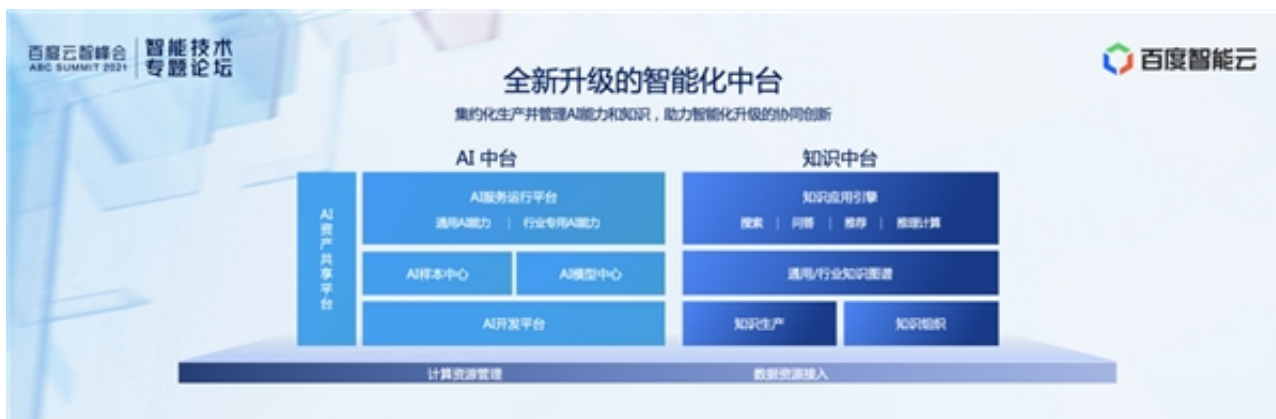 百度云智峰会
ABC SUMMIT 2021
智能技术
专题论坛
百度智能云
全新升级的智能化中台
集约化生产并管理AI能力和知识，助力智能化升级的协同创新
AI 中台
知识中台
AI资产共享平台
AI服务运行平台
通用AI能力 | 行业专用AI能力
AI样本中心
AI模型中心
AI开发平台
知识应用引擎
搜索 | 问答 | 推荐 | 推理计算
通用/行业知识图谱
知识生产
知识组织
计算资源管理
数据资源接入